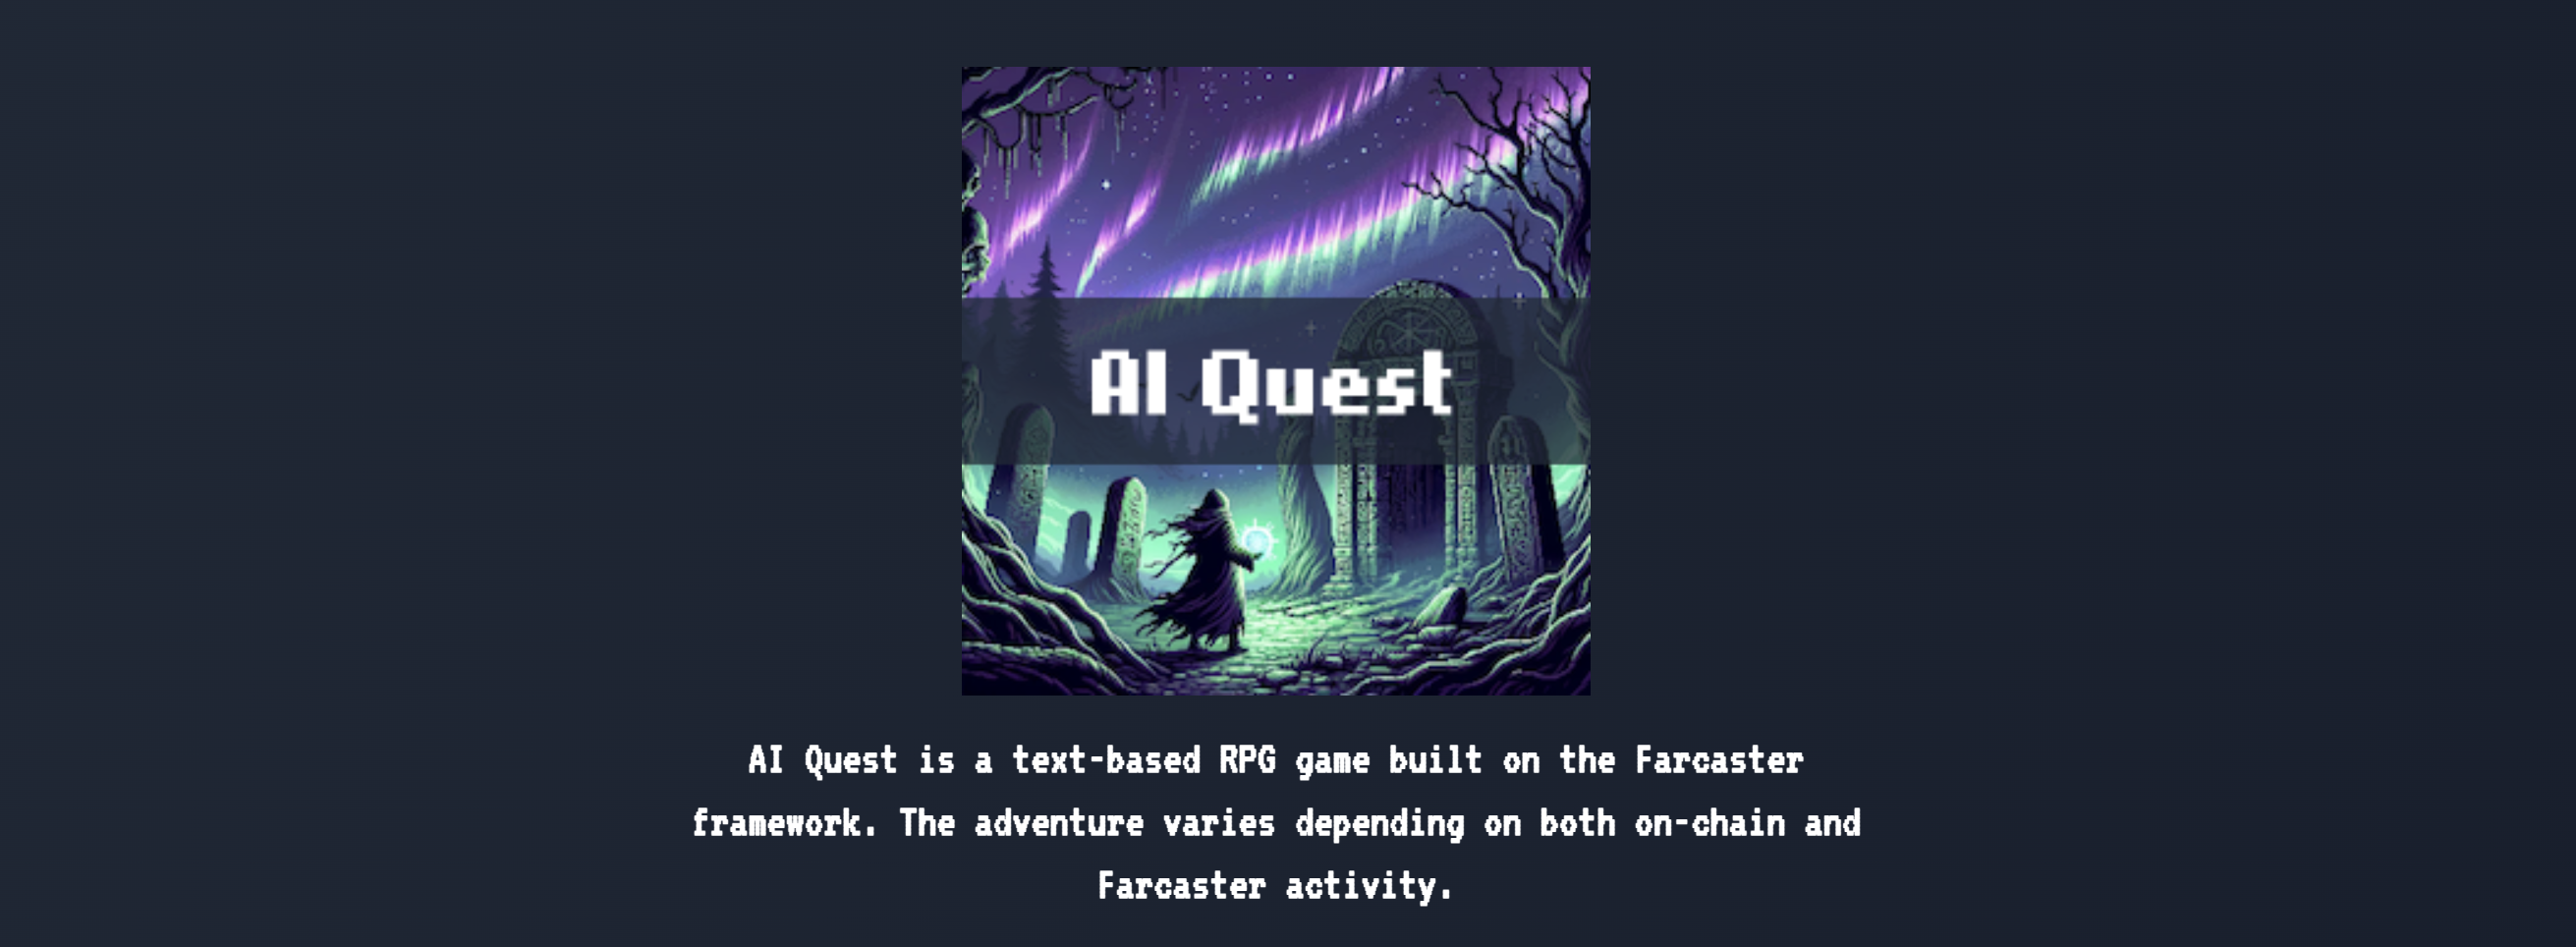 AI Quest
AI Quest is a text-based RPG game built on the Farcaster
framework. The adventure varies depending on both on-chain and
Farcaster activity.